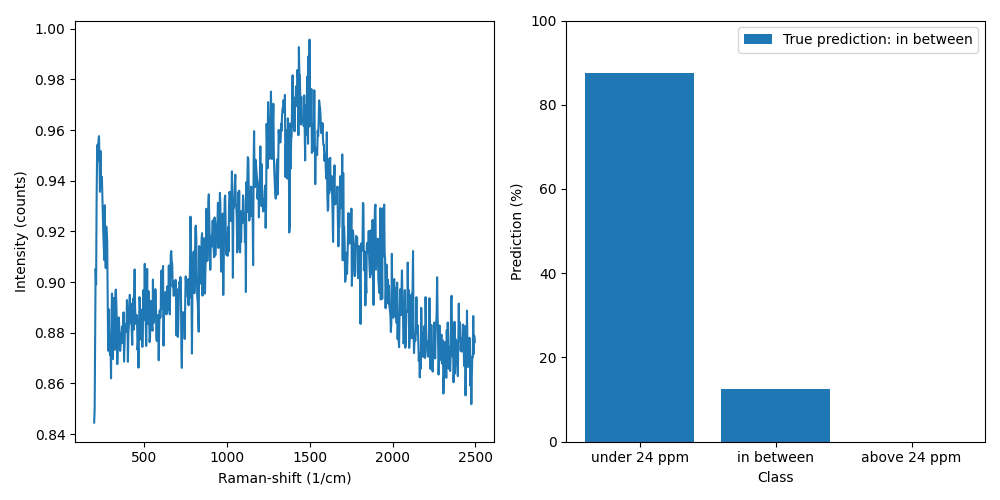 1.00
0.98
0.96
0.94
0.92
0.90
0.88
0.86
0.84
Intensity (counts)
500
1000
1500
2000
2500
Raman-shift (1/cm)
100
80
60
40
20
0
Prediction (%)
True prediction: in between
under 24 ppm
in between
above 24 ppm
Class